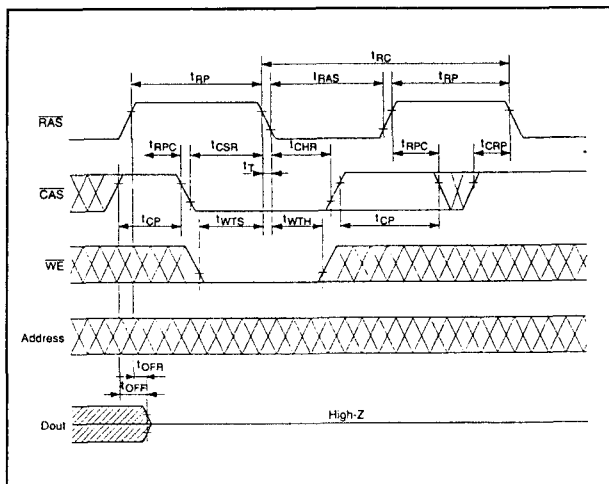 tRC
tRP tRAS tRP
RAS
tRPC tCSR tCHR tRPC tCRP
tT
CAS
tCP tWTS tWTH tCP
WE
Address
tOFR
tOFF
Dout High-Z